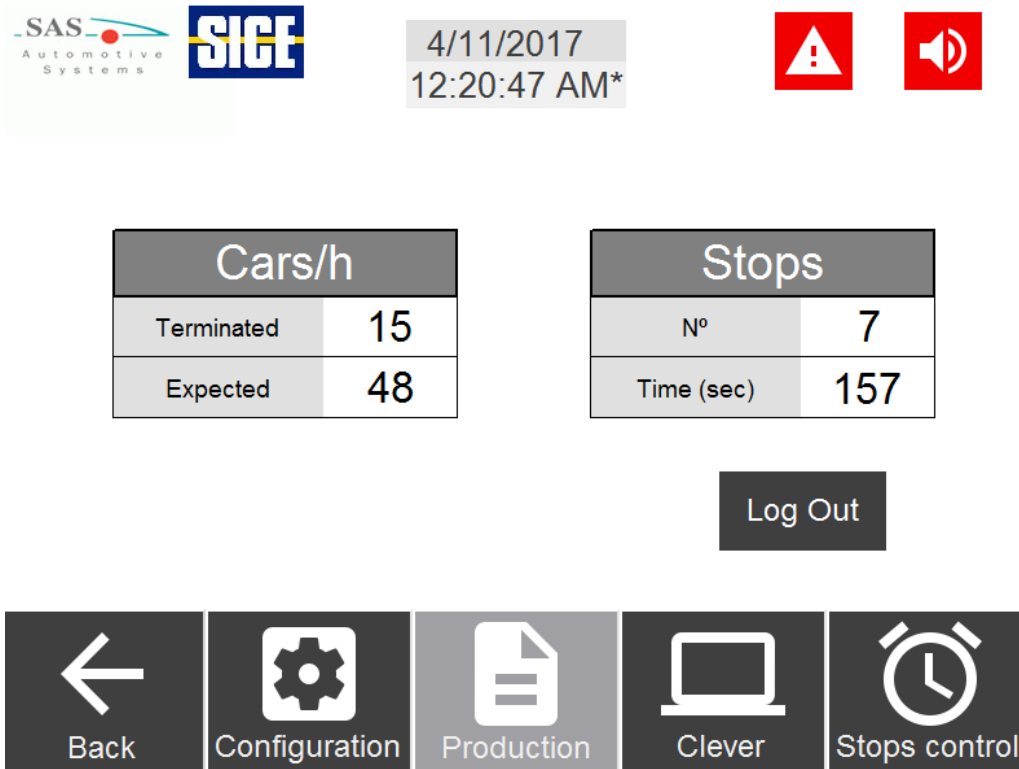 SAS
Automotive
Systems
SICE
4/11/2017
12:20:47 AM*
Cars/h
Terminated 15
Expected 48
Stops
Nº 7
Time (sec) 157
Log Out
Back
Configuration
Production
Clever
Stops control